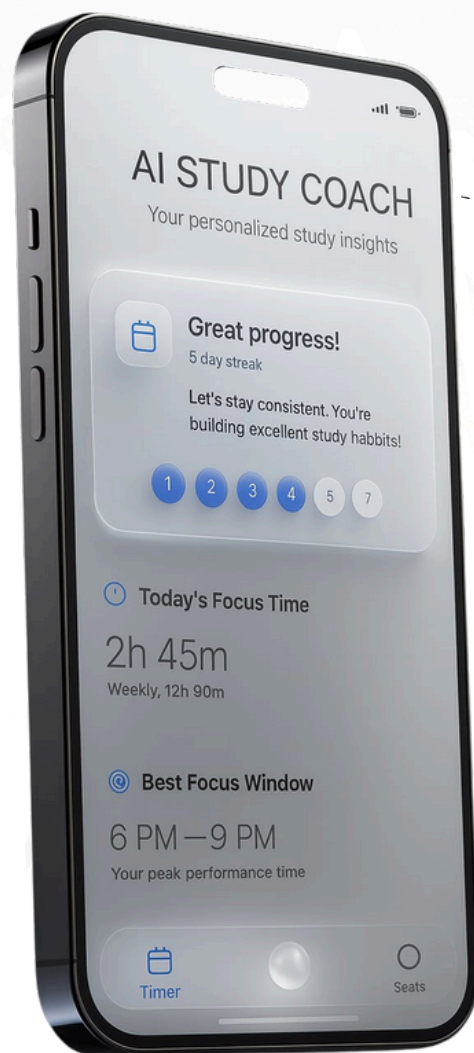 AI STUDY COACH
Your personalized study insights
Great progress!
5 day streak
Let's stay consistent. You're
building excellent study habbits!
1 2 3 4 5 7
Today's Focus Time
2h 45m
Weekly, 12h 90m
Best Focus Window
6 PM—9 PM
Your peak performance time
Timer
Seats